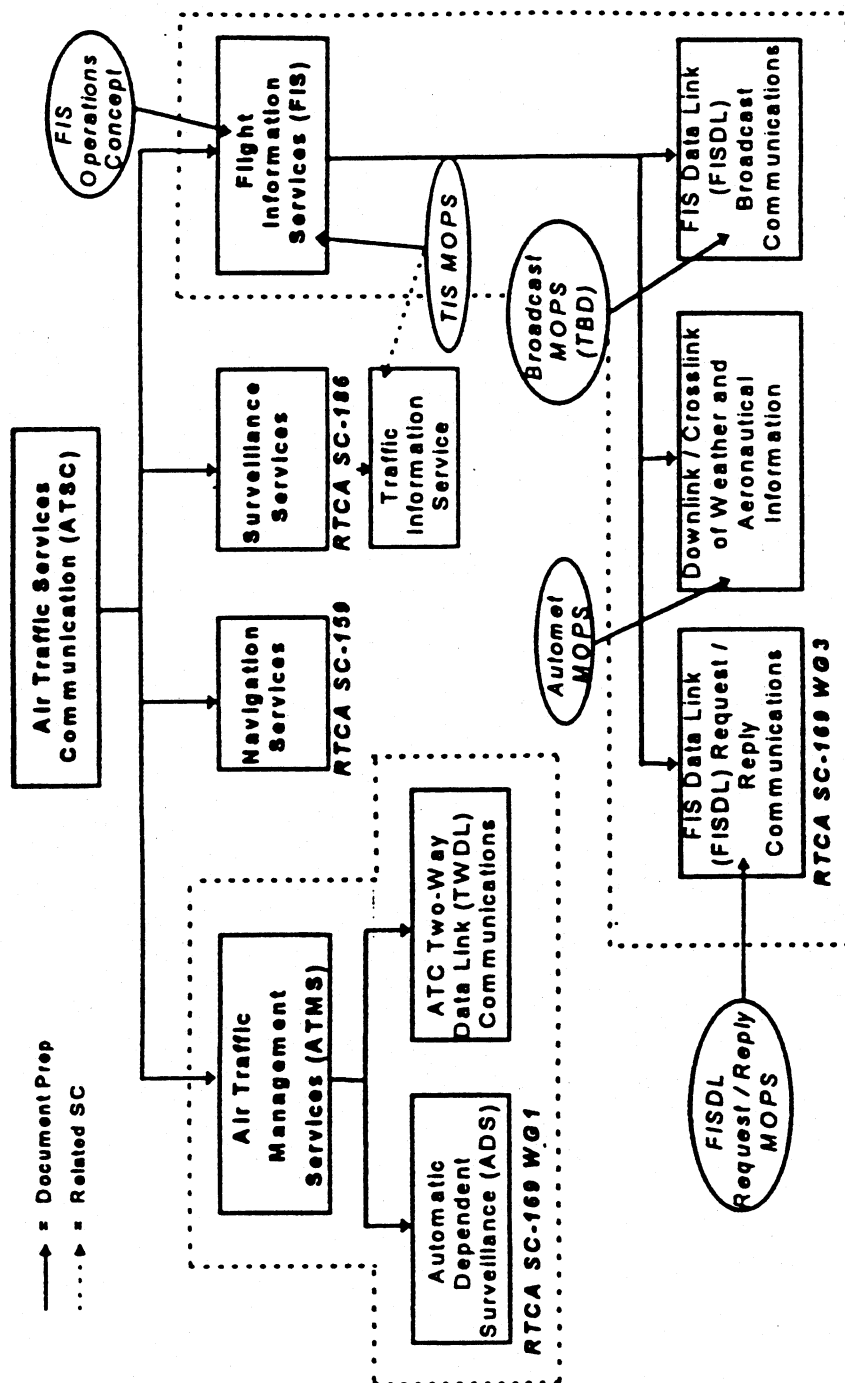 = Document Prep
= Related SC
Air Traffic Services
Communication (ATSC)
FIS
Operations
Concept
Air Traffic
Management
Services (ATMS)
Navigation
Services
RTCA SC-159
Surveillance
Services
RTCA SC-186
Flight
Information
Services (FIS)
Traffic
Information
Service
TIS MOPS
Automatic
Dependent
Surveillance (ADS)
ATC Two-Way
Data Link (TWDL)
Communications
RTCA SC-169 WG1
Automet
MOPS
Broadcast
MOPS
(TBD)
FISDL
Request / Reply
MOPS
FIS Data Link
(FISDL) Request /
Reply
Communications
RTCA SC-169 WG3
Downlink / Crosslink
of Weather and
Aeronautical
Information
FIS Data Link
(FISDL)
Broadcast
Communications